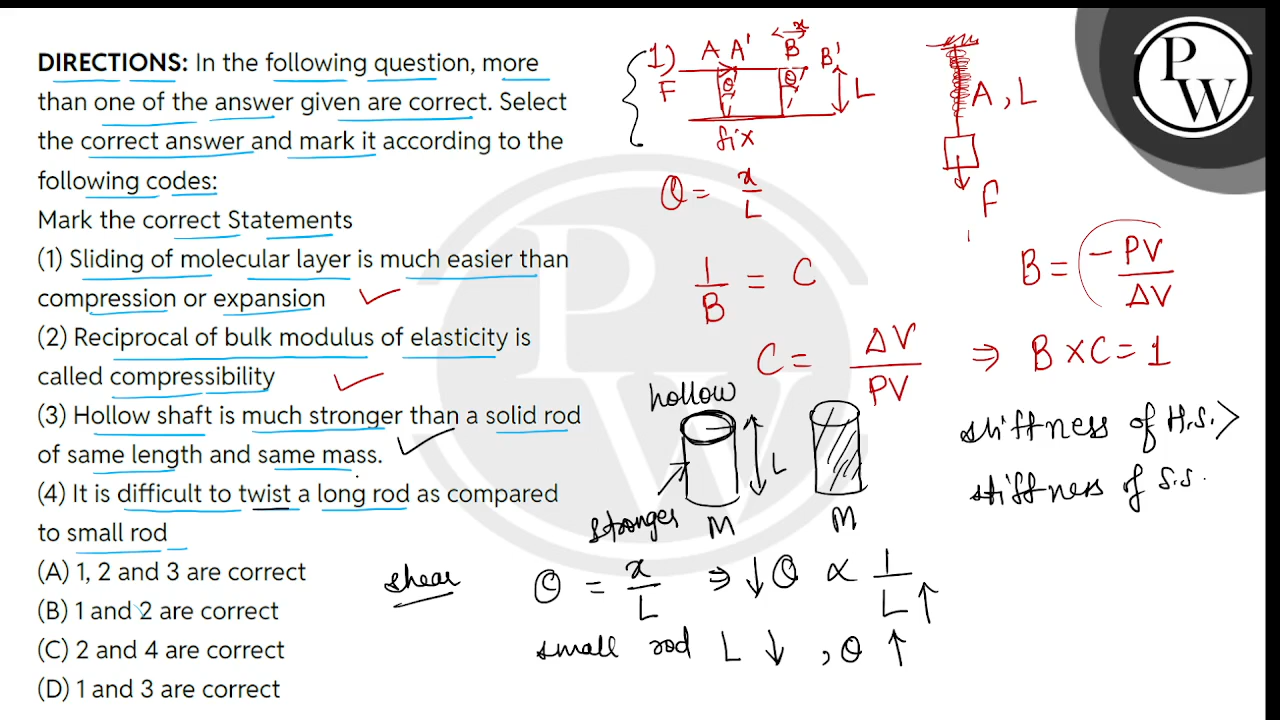 DIRECTIONS: In the following question, more
than one of the answer given are correct. Select
the correct answer and mark it according to the
following codes:
Mark the correct Statements
(1) Sliding of molecular layer is much easier than
compression or expansion
(2) Reciprocal of bulk modulus of elasticity is
called compressibility
(3) Hollow shaft is much stronger than a solid rod
of same length and same mass.
(4) It is difficult to twist a long rod as compared
to small rod
(A) 1, 2 and 3 are correct
(B) 1 and 2 are correct
(C) 2 and 4 are correct
(D) 1 and 3 are correct
x
1) A A' B B'
F θ θ L
fix
θ = x/L
A, L
F
1/B = C
B = -PV/ΔV
C = ΔV/PV ⇒ B × C = 1
hollow
L
stronger M M
stiffness of H.S. >
stiffness of S.S.
shear θ = x/L ⇒ ↓θ ∝ 1/L↑
small rod L ↓, θ ↑
PW
PW